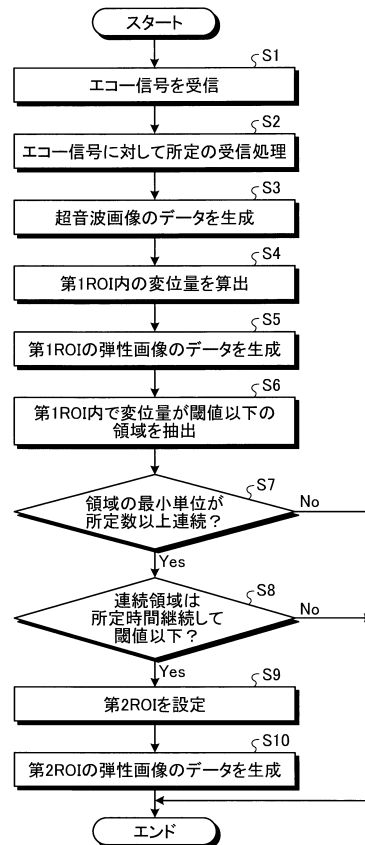 スタート
S1
エコー信号を受信
S2
エコー信号に対して所定の受信処理
S3
超音波画像のデータを生成
S4
第1ROI内の変位量を算出
S5
第1ROIの弾性画像のデータを生成
S6
第1ROI内で変位量が閾値以下の
領域を抽出
S7
領域の最小単位が
所定数以上連続？
No
Yes
S8
連続領域は
所定時間継続して
閾値以下？
No
Yes
S9
第2ROIを設定
S10
第2ROIの弾性画像のデータを生成
エンド